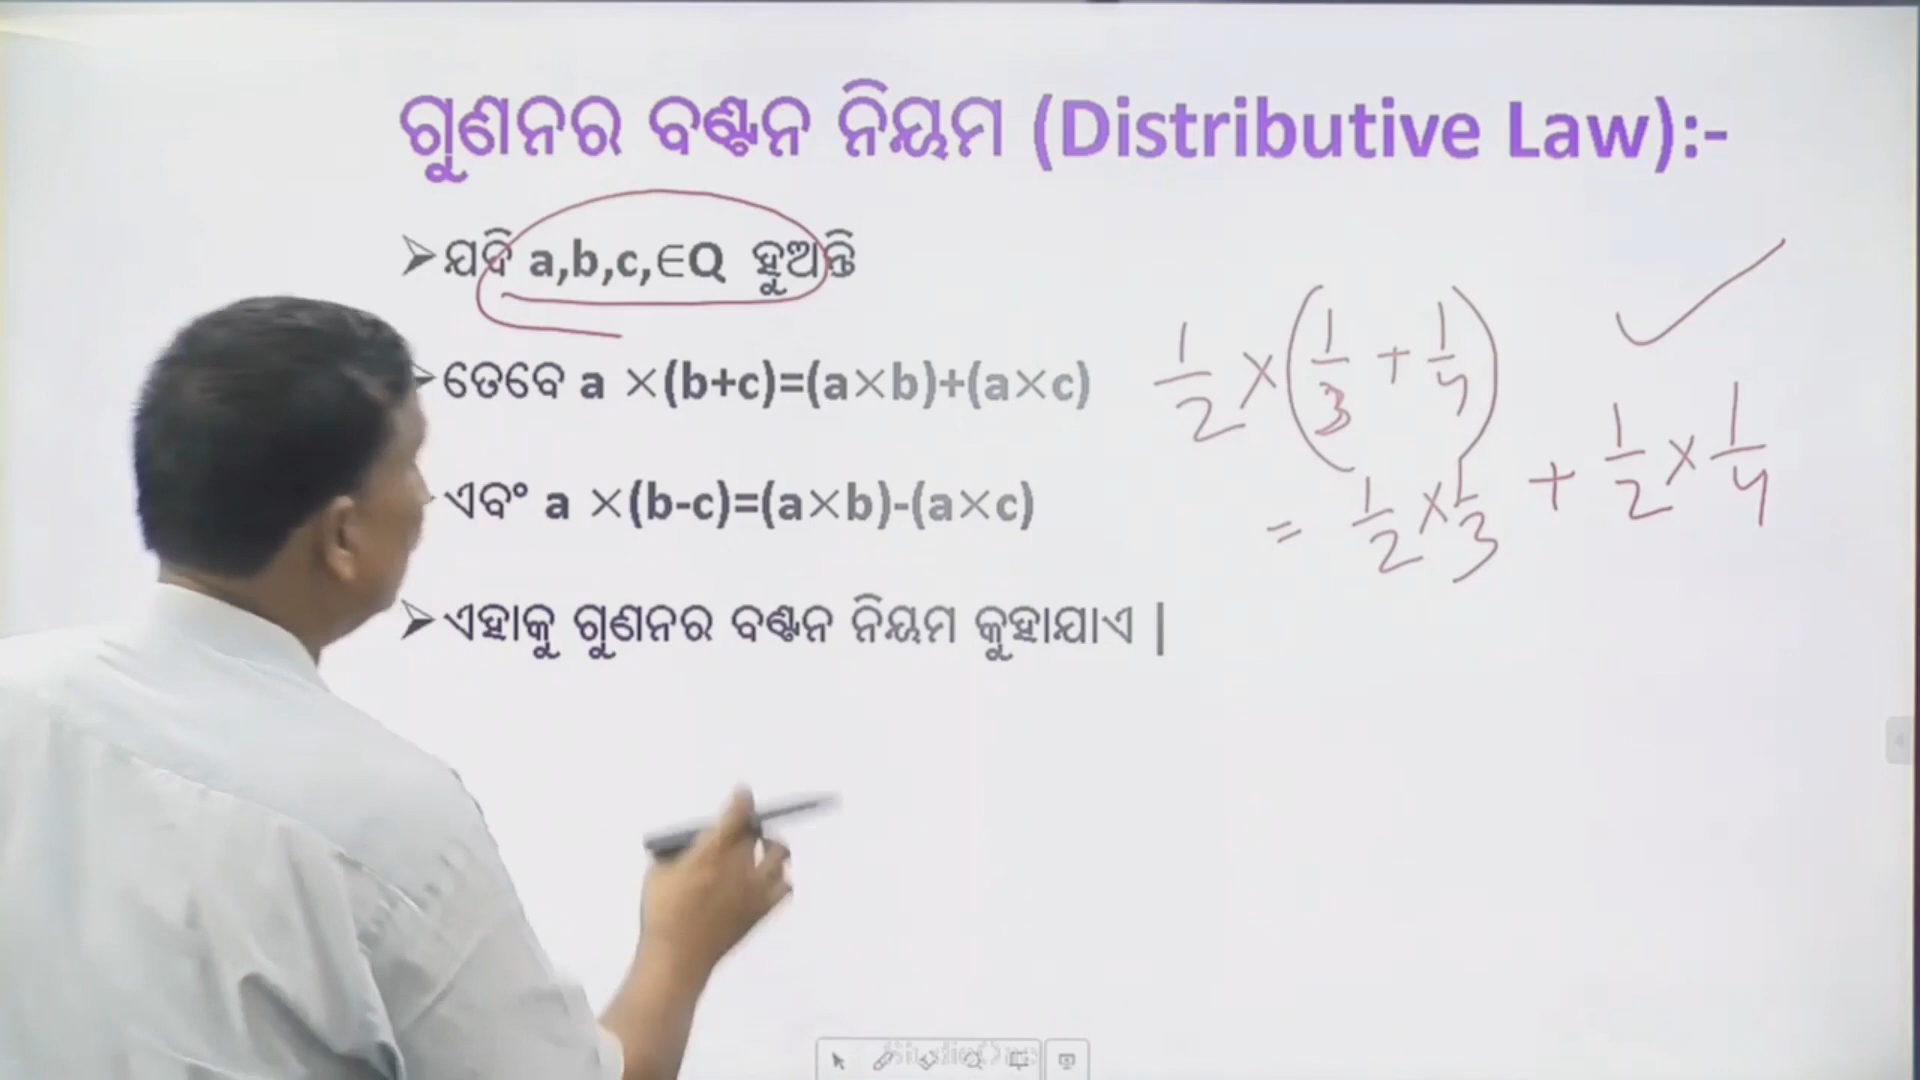 ଗୁଣନର ବଣ୍ଟନ ନିୟମ (Distributive Law):-
➢ଯଦି a,b,c,∈Q ହୁଅନ୍ତି
➢ତେବେ a ×(b+c)=(a×b)+(a×c)
ଏବଂ a ×(b-c)=(a×b)-(a×c)
➢ଏହାକୁ ଗୁଣନର ବଣ୍ଟନ ନିୟମ କୁହାଯାଏ |
1/2 × (1/3 + 1/4)
= 1/2 × 1/3 + 1/2 × 1/4